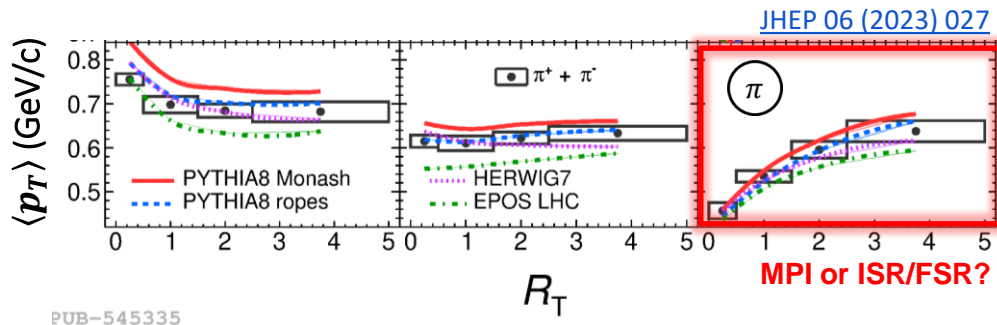 JHEP 06 (2023) 027
⟨pT⟩ (GeV/c)
0.8
0.7
0.6
0.5
π⁺ + π⁻
π
PYTHIA8 Monash
PYTHIA8 ropes
HERWIG7
EPOS LHC
0 1 2 3 4 5 0 1 2 3 4 5 0 1 2 3 4 5
MPI or ISR/FSR?
RT
PUB-545335